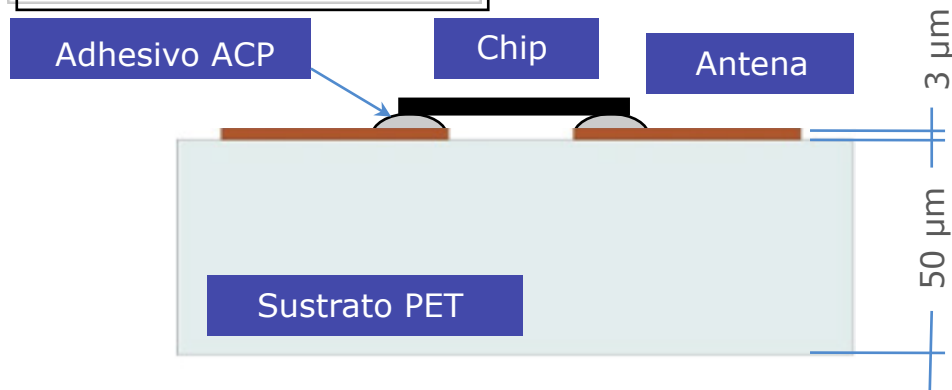 Adhesivo ACP
Chip
Antena
3 µm
50 µm
Sustrato PET